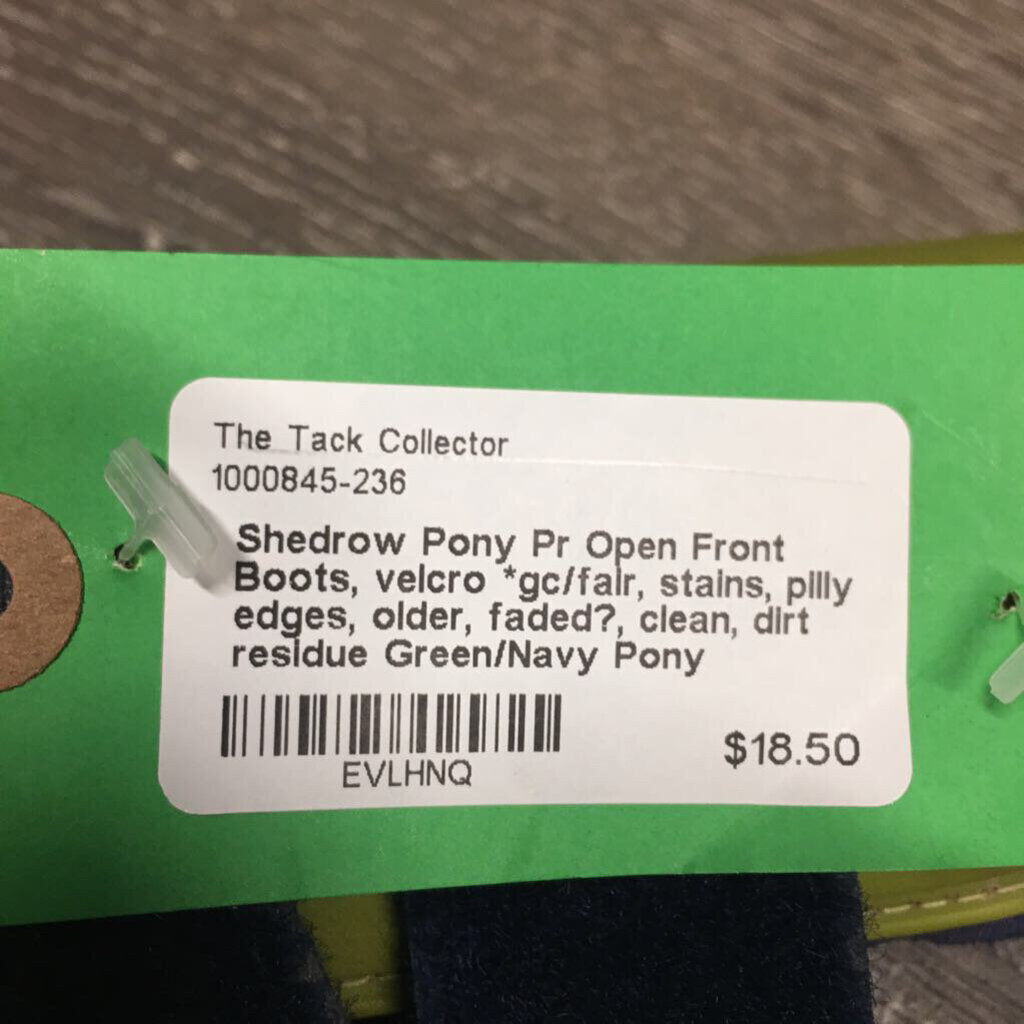 The Tack Collector
1000845-236
Shedrow Pony Pr Open Front
Boots, velcro *gc/fair, stains, pilly
edges, older, faded?, clean, dirt
residue Green/Navy Pony
EVLHNQ
$18.50